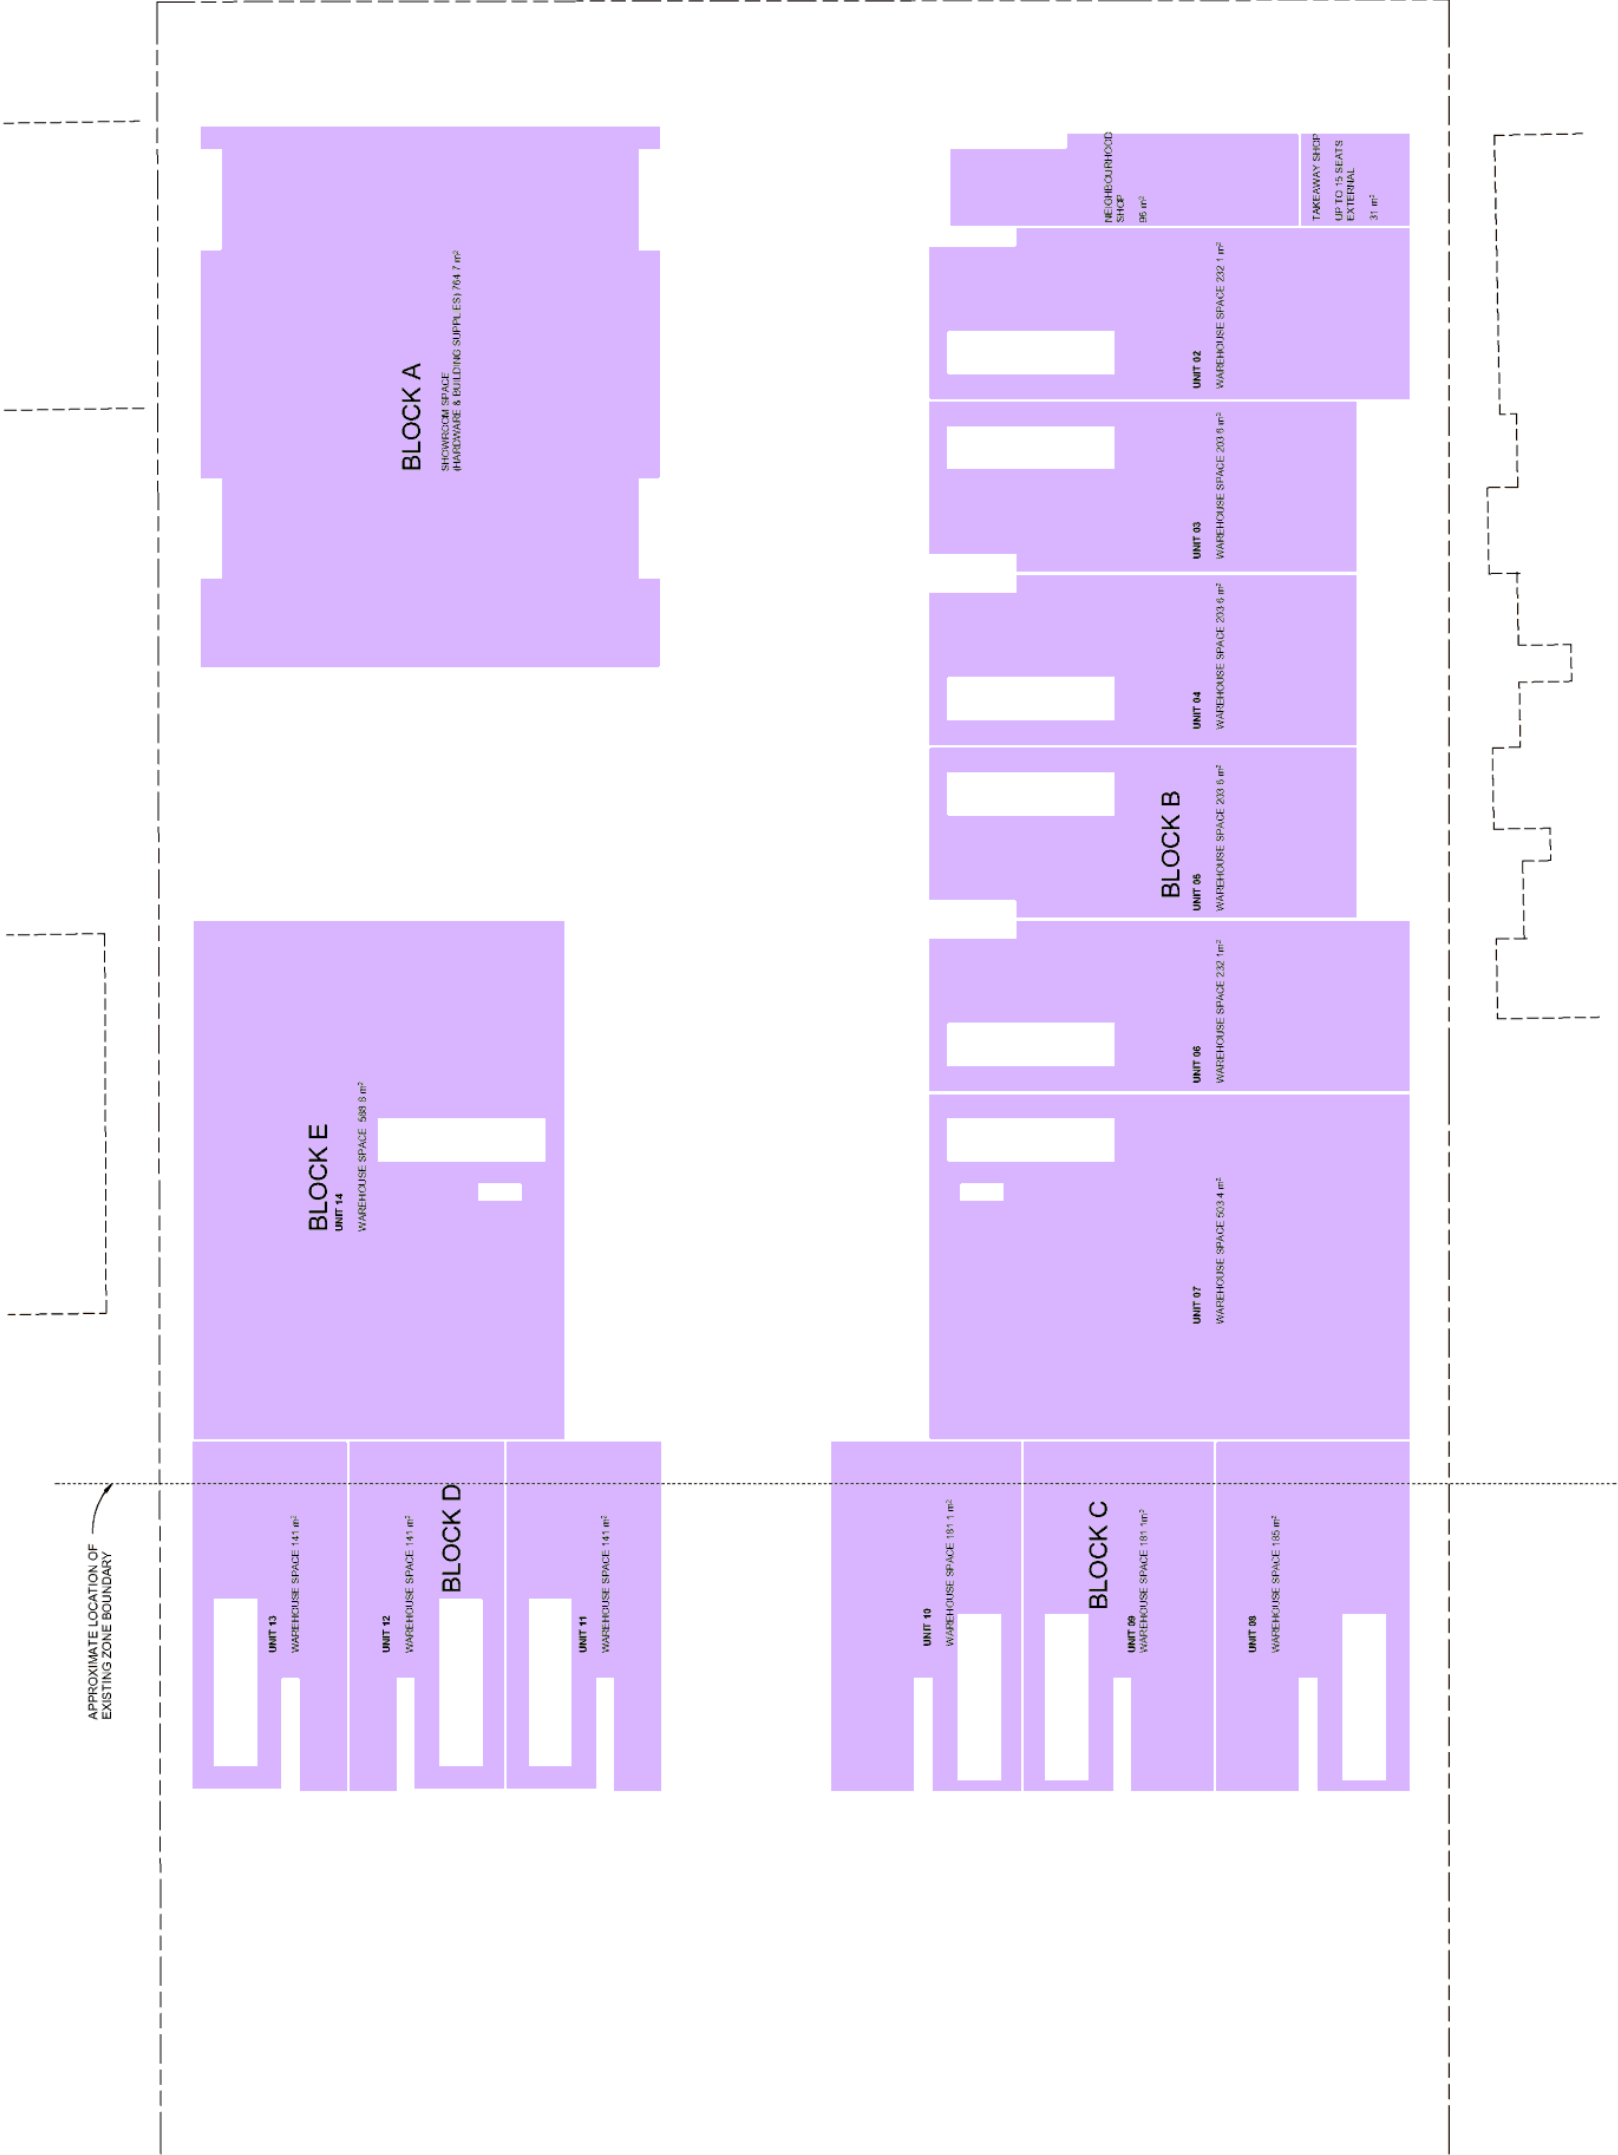 BLOCK A
SHOWROOM SPACE
(HARDWARE & BUILDING SUPPLIES) 764.7 m²
NEIGHBOURHOOD
SHOP
96 m²
TAKEAWAY SHOP
UP TO 15 SEATS
EXTERNAL
31 m²
UNIT 02
WAREHOUSE SPACE 232.1 m²
UNIT 03
WAREHOUSE SPACE 203.6 m²
UNIT 04
WAREHOUSE SPACE 203.6 m²
BLOCK B
UNIT 05
WAREHOUSE SPACE 203.6 m²
UNIT 06
WAREHOUSE SPACE 232.1m²
UNIT 07
WAREHOUSE SPACE 503.4 m²
BLOCK E
UNIT 14
WAREHOUSE SPACE 588.8 m²
APPROXIMATE LOCATION OF
EXISTING ZONE BOUNDARY
UNIT 13
WAREHOUSE SPACE 141 m²
UNIT 12
WAREHOUSE SPACE 141 m²
BLOCK D
UNIT 11
WAREHOUSE SPACE 141 m²
UNIT 10
WAREHOUSE SPACE 181.1 m²
BLOCK C
UNIT 09
WAREHOUSE SPACE 181.1m²
UNIT 08
WAREHOUSE SPACE 185 m²